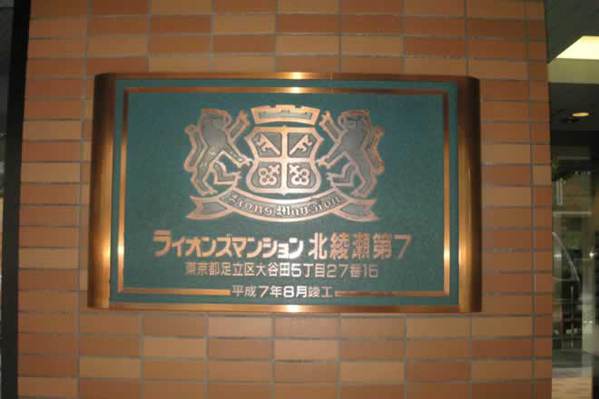 Lions Mansion
ライオンズマンション 北綾瀬第7
東京都足立区大谷田5丁目27番16
平成7年8月竣工